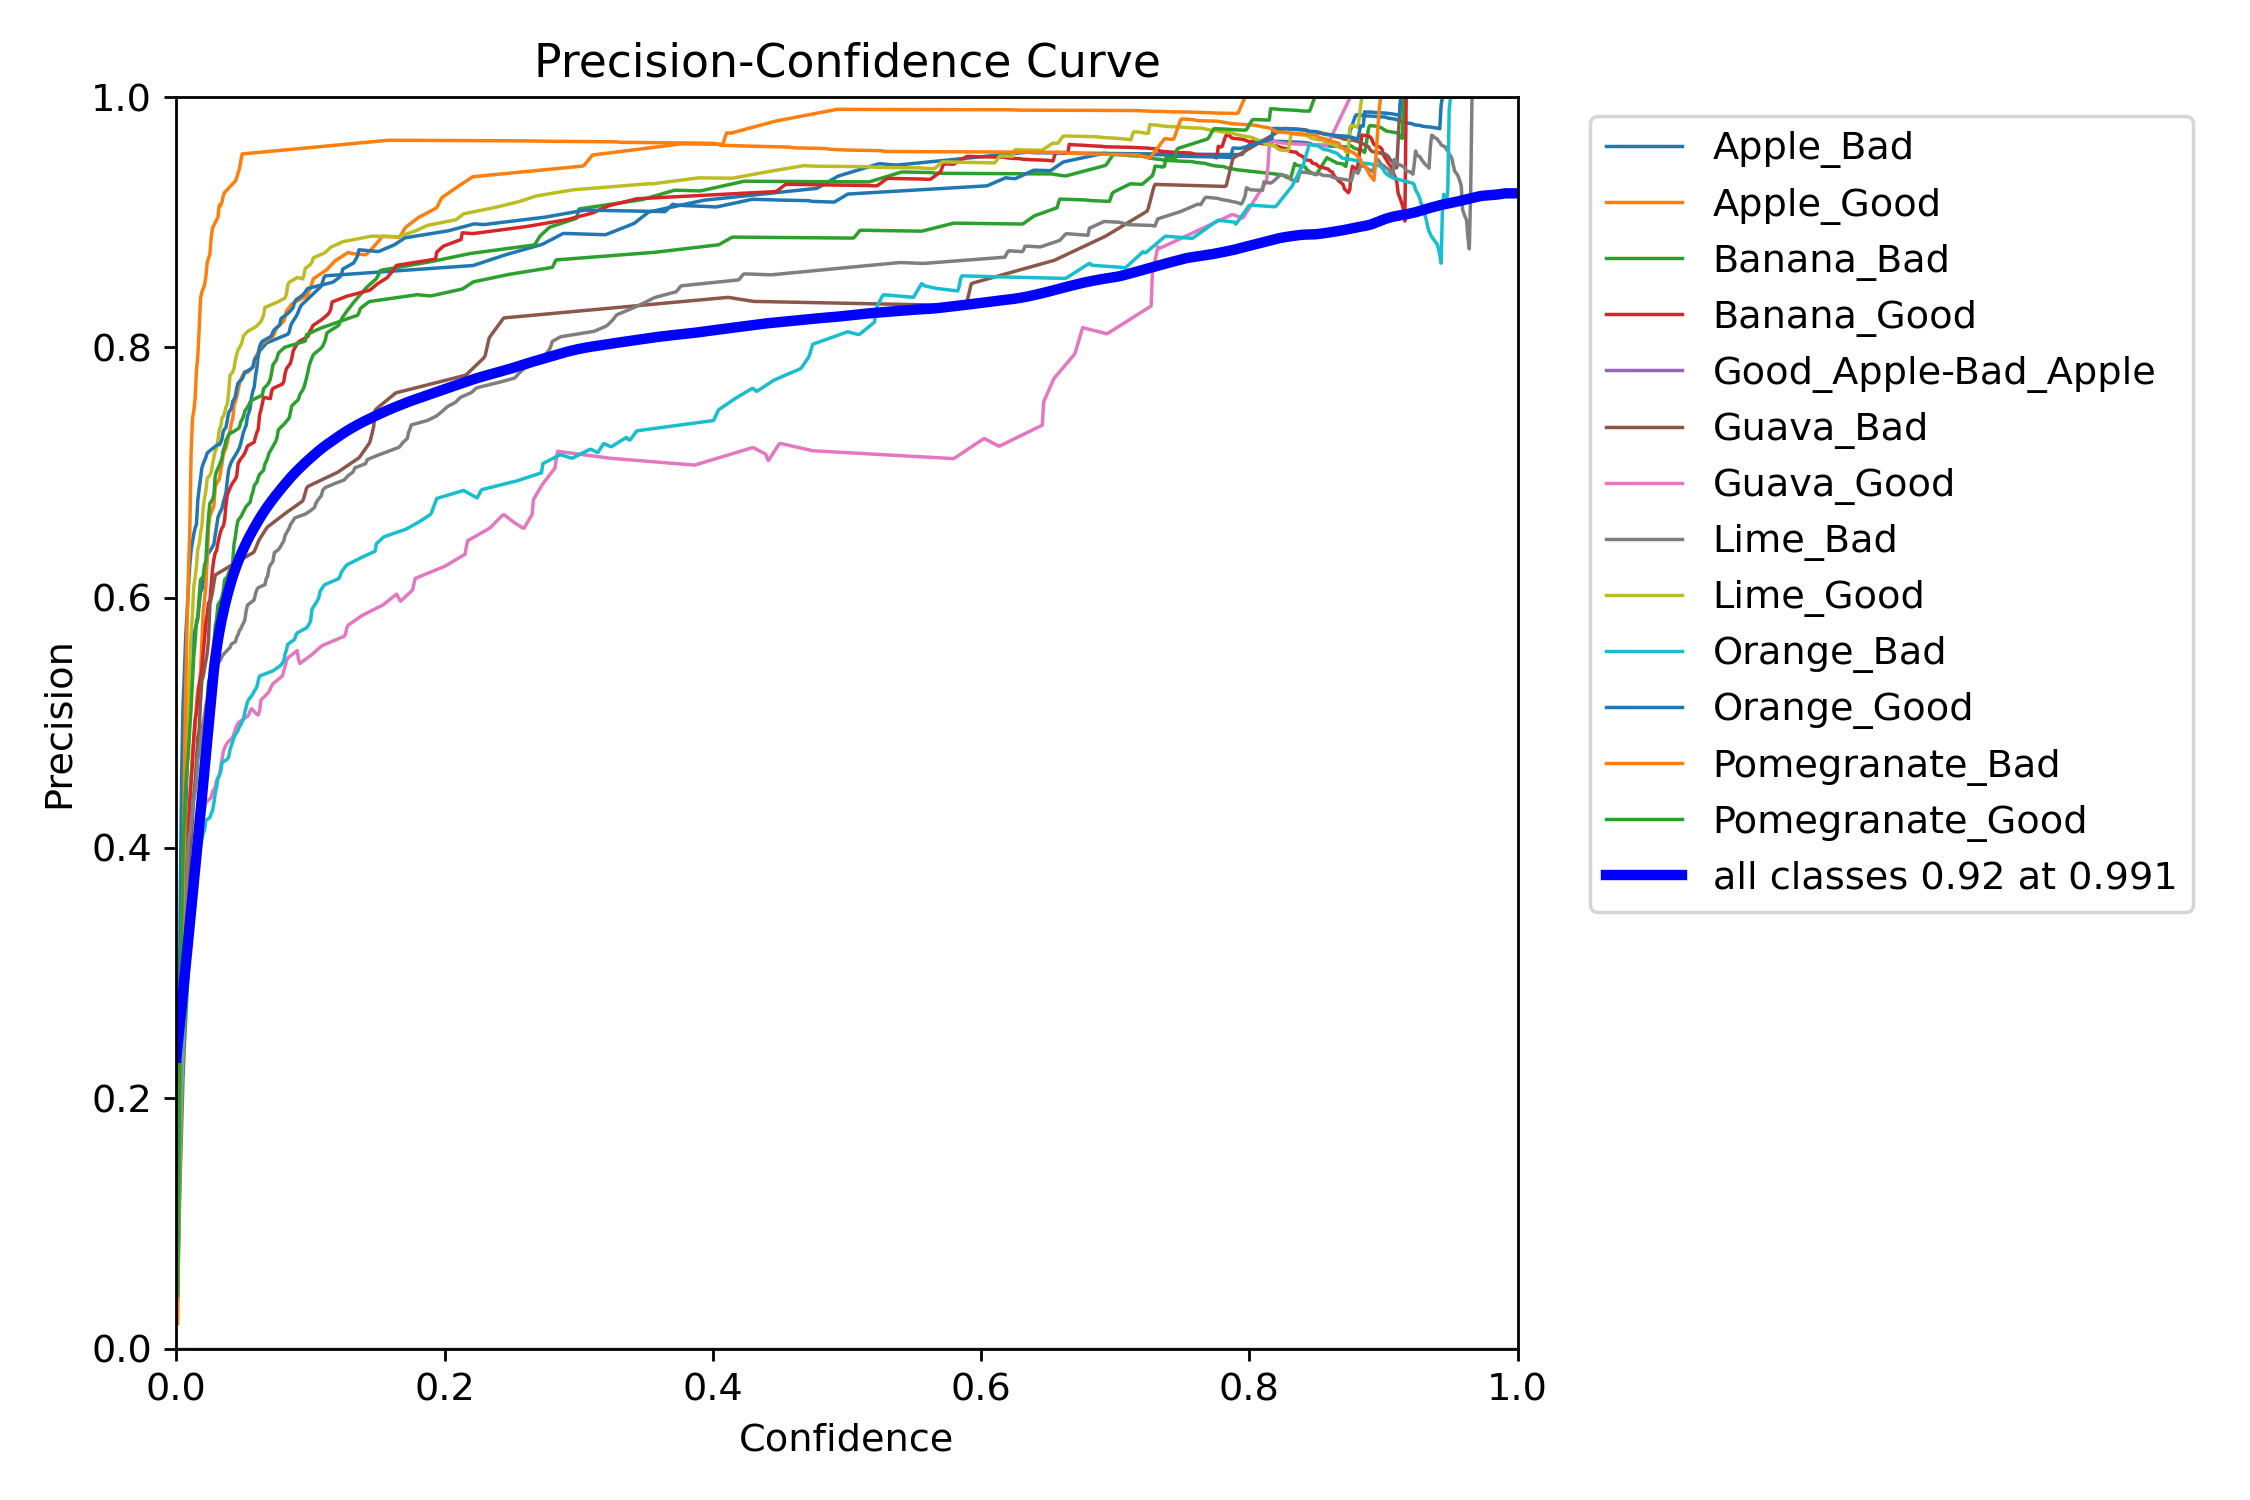 Precision-Confidence Curve
1.0
0.8
0.6
0.4
0.2
0.0
Precision
0.0 0.2 0.4 0.6 0.8 1.0
Confidence
Apple_Bad
Apple_Good
Banana_Bad
Banana_Good
Good_Apple-Bad_Apple
Guava_Bad
Guava_Good
Lime_Bad
Lime_Good
Orange_Bad
Orange_Good
Pomegranate_Bad
Pomegranate_Good
all classes 0.92 at 0.991